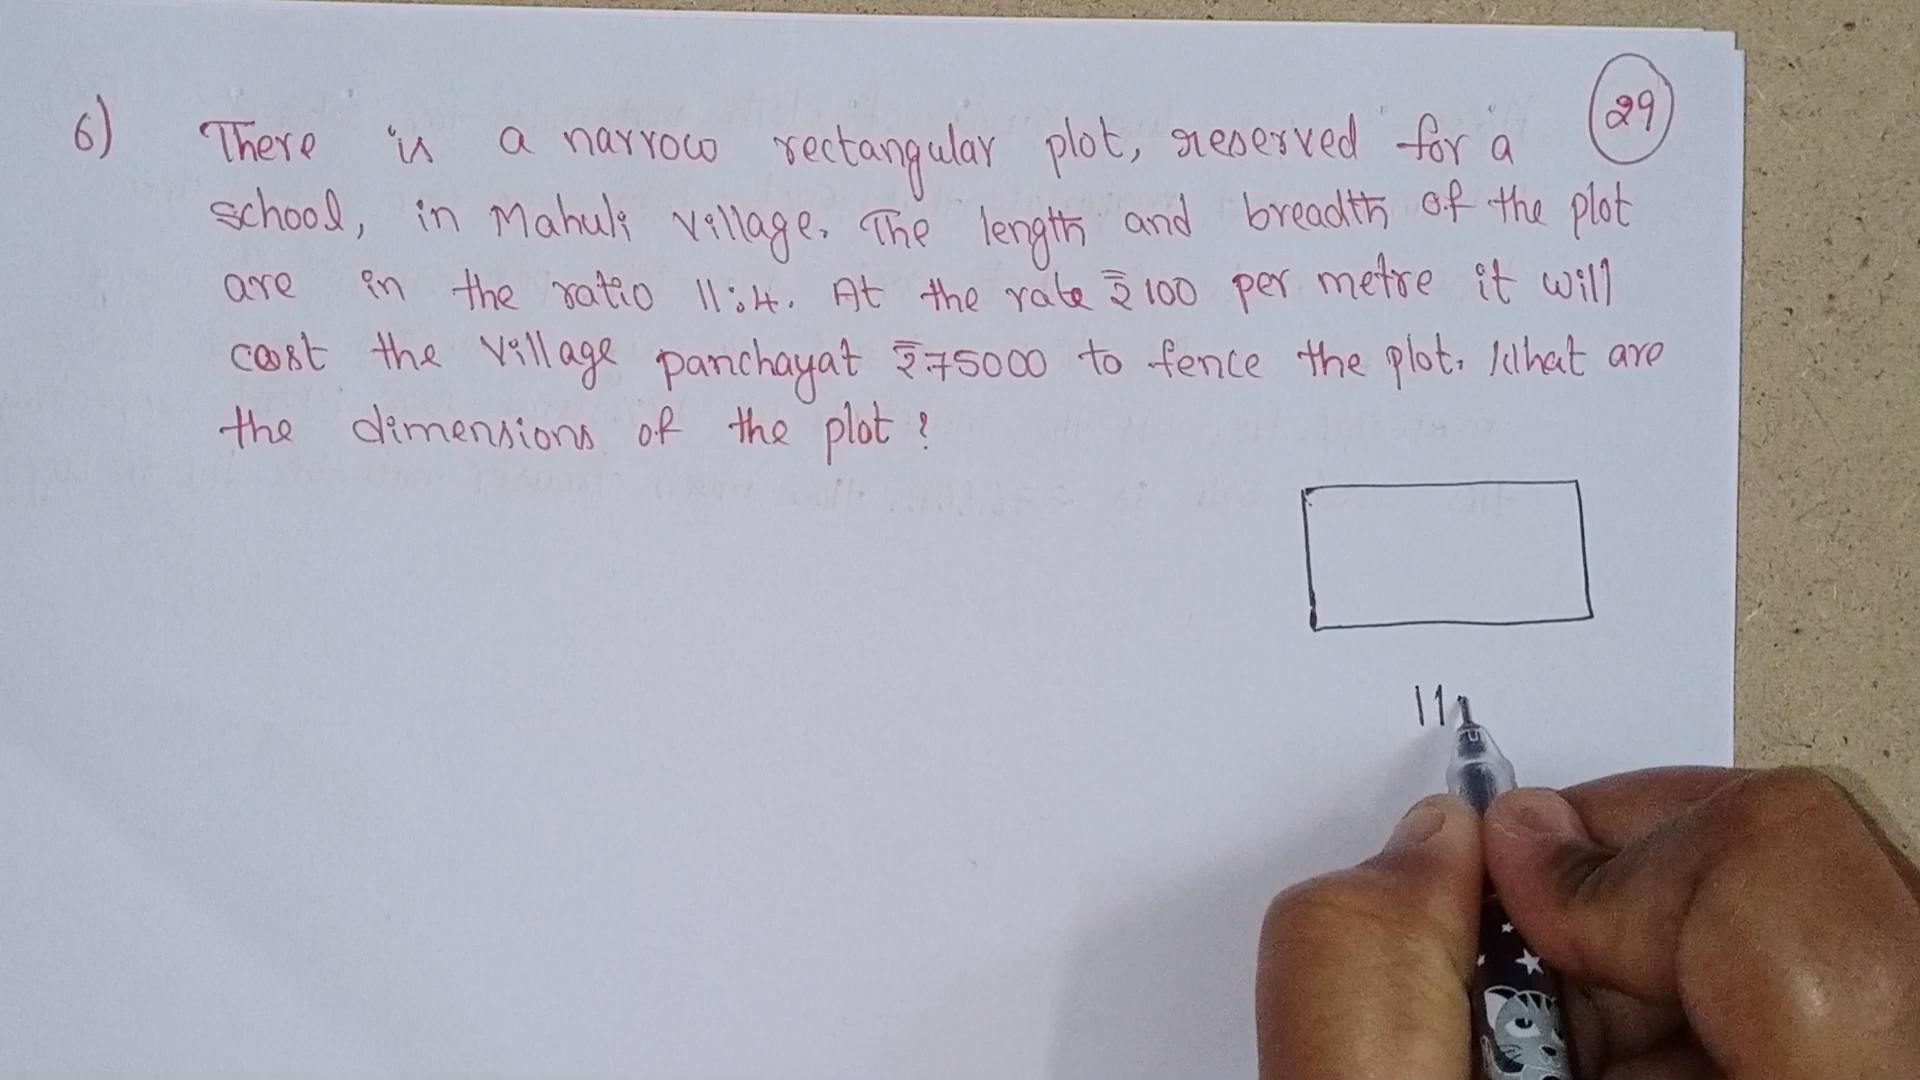 29
6) There is a narrow rectangular plot, reserved for a
school, in Mahuli village. The length and breadth of the plot
are in the ratio 11:4. At the rate ₹100 per metre it will
cost the village panchayat ₹75000 to fence the plot. What are
the dimensions of the plot?
11